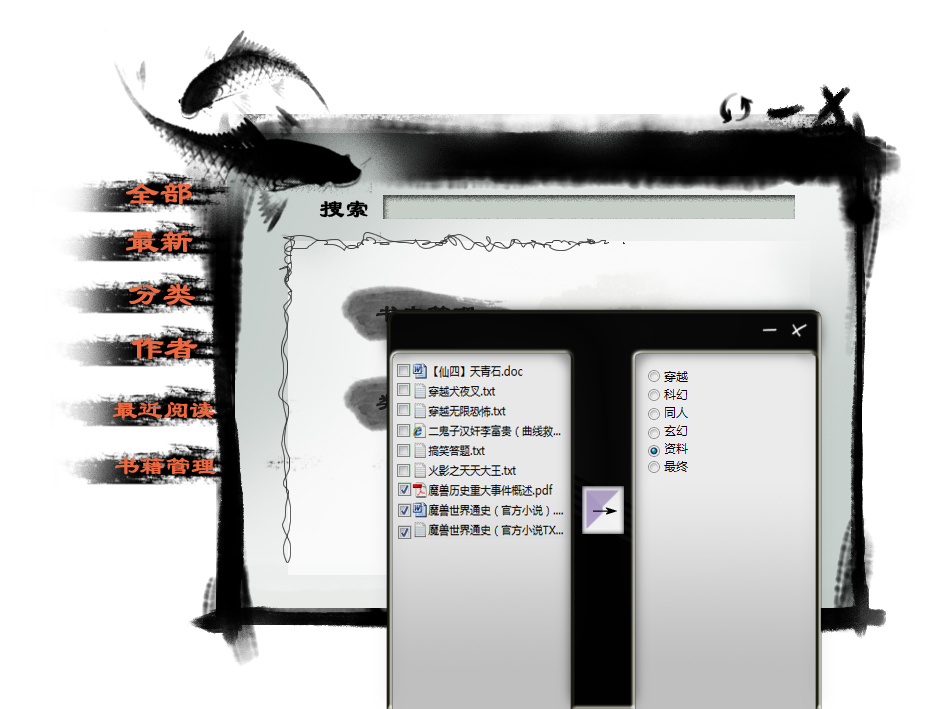 全部
最新
分类
作者
最近阅读
书籍管理
搜索
【仙四】天青石.doc
穿越犬夜叉.txt
穿越无限恐怖.txt
二鬼子汉奸李富贵（曲线救...
搞笑答题.txt
火影之天天大王.txt
魔兽历史重大事件概述.pdf
魔兽世界通史（官方小说）....
魔兽世界通史（官方小说TX...
穿越
科幻
同人
玄幻
资料
最终